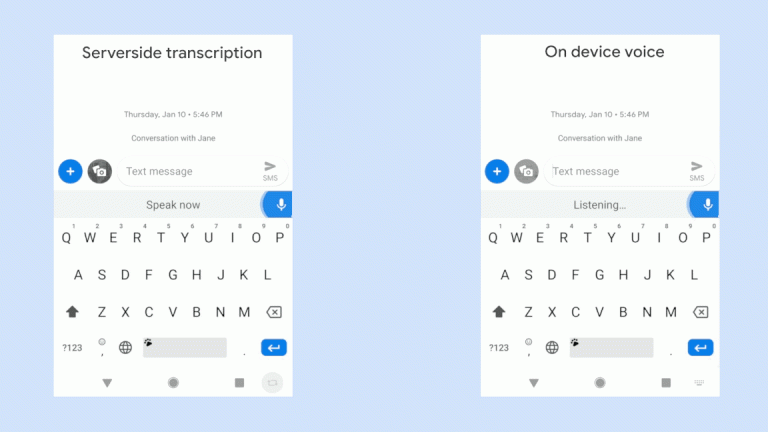 Serverside transcription
Thursday, Jan 10 • 5:46 PM
Conversation with Jane
Text message
SMS
Speak now
1 2 3 4 5 6 7 8 9 0
Q W E R T Y U I O P
A S D F G H J K L
Z X C V B N M
?123 , .
On device voice
Thursday, Jan 10 • 5:46 PM
Conversation with Jane
Text message
SMS
Listening...
1 2 3 4 5 6 7 8 9 0
Q W E R T Y U I O P
A S D F G H J K L
Z X C V B N M
?123 , .